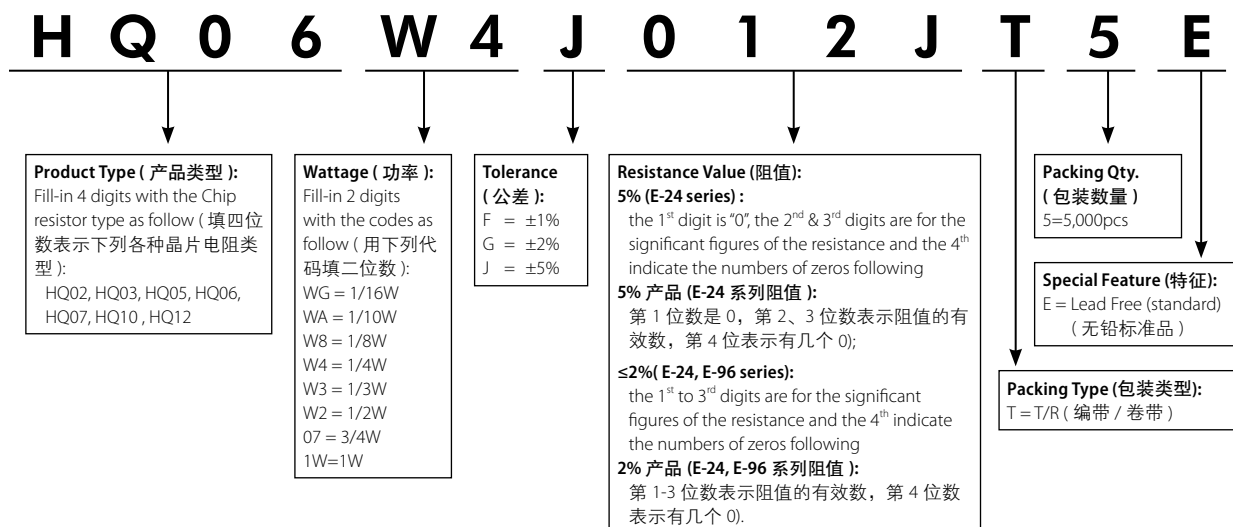 HQ06W4J012JT5E
Product Type ( 产品类型 ):
Fill-in 4 digits with the Chip
resistor type as follow ( 填四位
数表示下列各种晶片电阻类
型 ):
HQ02, HQ03, HQ05, HQ06,
HQ07, HQ10 , HQ12
Wattage ( 功率 ):
Fill-in 2 digits
with the codes as
follow ( 用下列代
码填二位数 ):
WG = 1/16W
WA = 1/10W
W8 = 1/8W
W4 = 1/4W
W3 = 1/3W
W2 = 1/2W
07 = 3/4W
1W=1W
Tolerance
( 公差 ):
F = ±1%
G = ±2%
J = ±5%
Resistance Value (阻值):
5% (E-24 series) :
the 1st digit is “0”, the 2nd & 3rd digits are for the
significant figures of the resistance and the 4th
indicate the numbers of zeros following
5% 产品 (E-24 系列阻值 ):
第 1 位数是 0，第 2、3 位数表示阻值的有
效数，第 4 位表示有几个 0);
≤2%( E-24, E-96 series):
the 1st to 3rd digits are for the significant
figures of the resistance and the 4th indicate
the numbers of zeros following
2% 产品 (E-24, E-96 系列阻值 ):
第 1-3 位数表示阻值的有效数，第 4 位数
表示有几个 0).
Packing Qty.
( 包装数量 )
5=5,000pcs
Special Feature (特征):
E = Lead Free (standard)
( 无铅标准品 )
Packing Type (包装类型):
T = T/R ( 编带 / 卷带 )